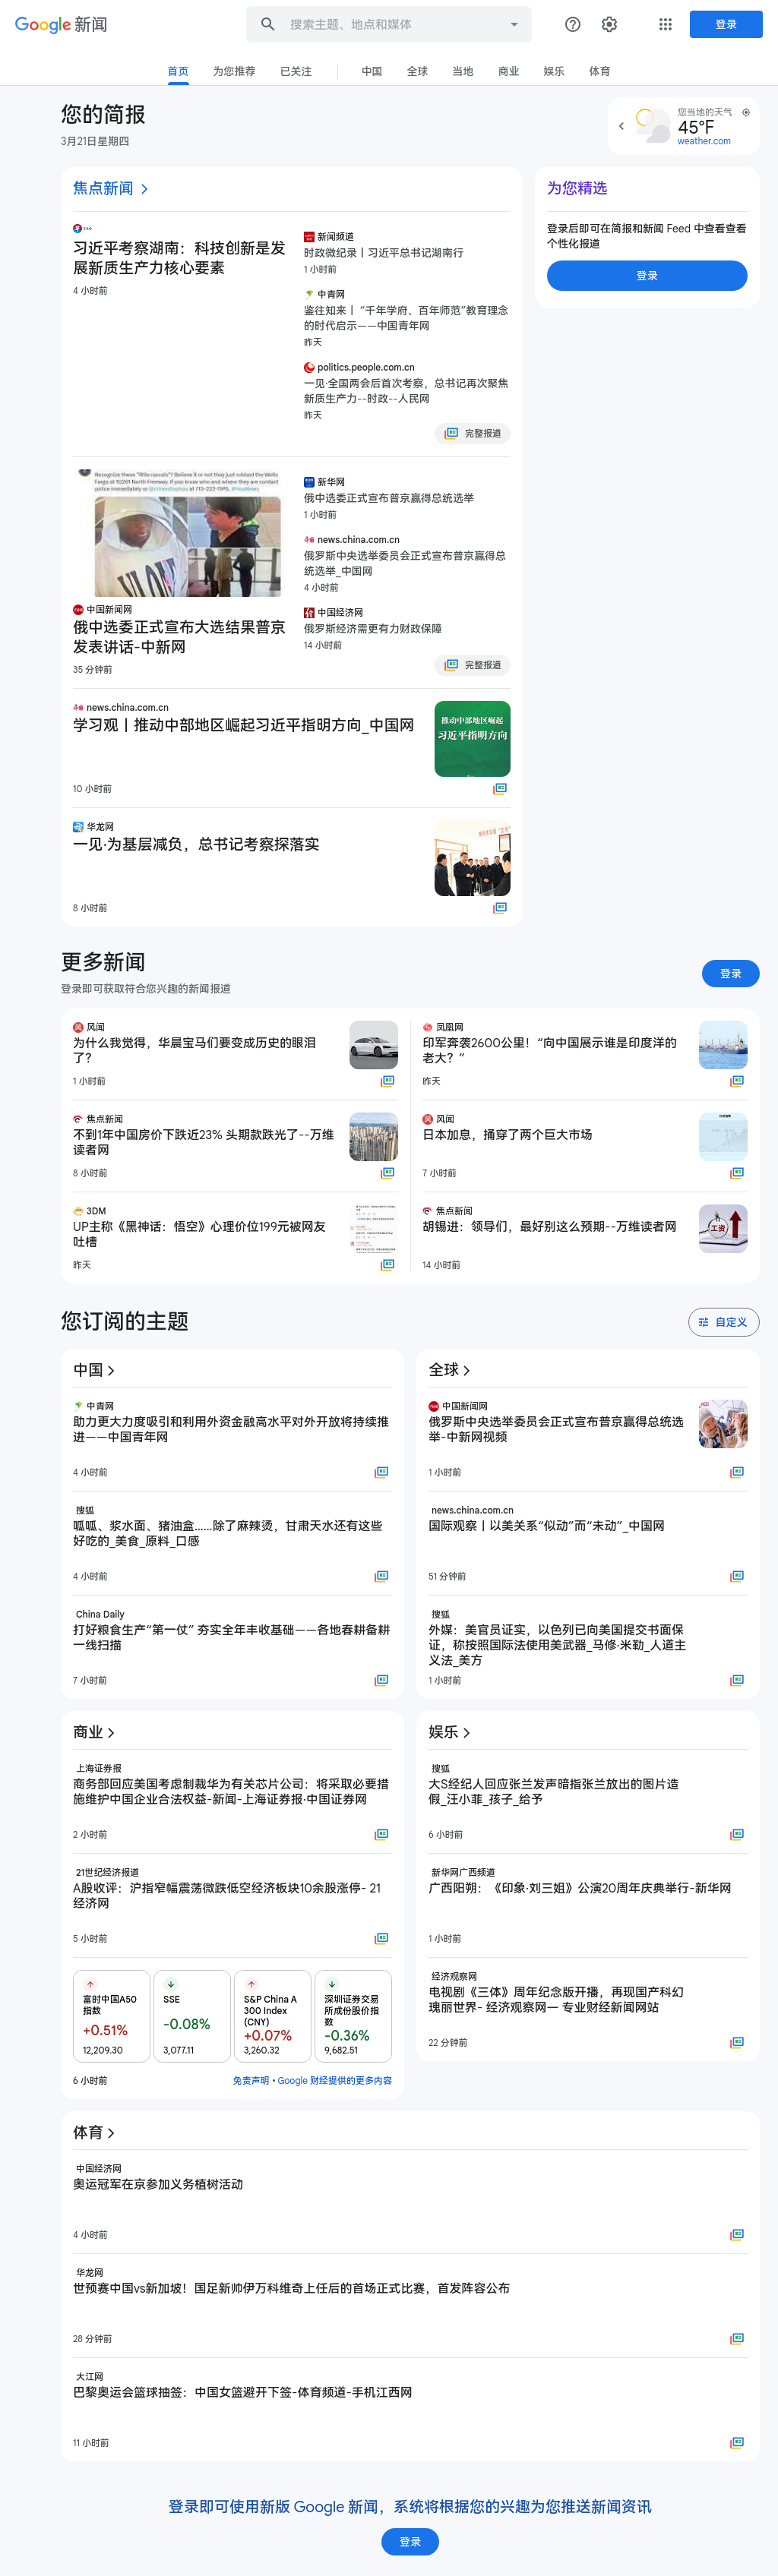 Google 新闻
搜索主题、地点和媒体
登录
首页
为您推荐
已关注
中国
全球
当地
商业
娱乐
体育
您的简报
3月21日星期四
您当地的天气
45°F
weather.com
焦点新闻
习近平考察湖南：科技创新是发
展新质生产力核心要素
4 小时前
新闻频道
时政微纪录丨习近平总书记湖南行
1 小时前
中青网
鉴往知来丨 “千年学府、百年师范”教育理念
的时代启示——中国青年网
昨天
politics.people.com.cn
一见·全国两会后首次考察，总书记再次聚焦
新质生产力--时政--人民网
昨天
完整报道
为您精选
登录后即可在简报和新闻 Feed 中查看查看
个性化报道
登录
Recognize these "little rascals"? Believe it or not they just robbed the Wells
Fargo at 10261 North Freeway. If you know who and where they are contact
中国新闻网
俄中选委正式宣布大选结果普京
发表讲话-中新网
35 分钟前
新华网
俄中选委正式宣布普京赢得总统选举
1 小时前
news.china.com.cn
俄罗斯中央选举委员会正式宣布普京赢得总
统选举_中国网
4 小时前
中国经济网
俄罗斯经济需更有力财政保障
14 小时前
完整报道
news.china.com.cn
学习观丨推动中部地区崛起习近平指明方向_中国网
推动中部地区崛起
习近平指明方向
10 小时前
华龙网
一见·为基层减负，总书记考察探落实
8 小时前
更多新闻
登录即可获取符合您兴趣的新闻报道
登录
风闻
为什么我觉得，华晨宝马们要变成历史的眼泪
了？
1 小时前
凤凰网
印军奔袭2600公里！“向中国展示谁是印度洋的
老大？”
昨天
焦点新闻
不到1年中国房价下跌近23% 头期款跌光了--万维
读者网
8 小时前
风闻
日本加息，捅穿了两个巨大市场
7 小时前
3DM
UP主称《黑神话：悟空》心理价位199元被网友
吐槽
昨天
焦点新闻
胡锡进：领导们，最好别这么预期--万维读者网
工资
14 小时前
您订阅的主题
自定义
中国
中青网
助力更大力度吸引和利用外资金融高水平对外开放将持续推
进——中国青年网
4 小时前
搜狐
呱呱、浆水面、猪油盒……除了麻辣烫，甘肃天水还有这些
好吃的_美食_原料_口感
4 小时前
China Daily
打好粮食生产“第一仗” 夯实全年丰收基础——各地春耕备耕
一线扫描
7 小时前
全球
中国新闻网
俄罗斯中央选举委员会正式宣布普京赢得总统选
举-中新网视频
1 小时前
news.china.com.cn
国际观察丨以美关系“似动”而“未动”_中国网
51 分钟前
搜狐
外媒：美官员证实，以色列已向美国提交书面保
证，称按照国际法使用美武器_马修·米勒_人道主
义法_美方
1 小时前
商业
上海证券报
商务部回应美国考虑制裁华为有关芯片公司：将采取必要措
施维护中国企业合法权益-新闻-上海证券报·中国证券网
2 小时前
21世纪经济报道
A股收评：沪指窄幅震荡微跌低空经济板块10余股涨停- 21
经济网
5 小时前
富时中国A50
指数
+0.51%
12,209.30
SSE
-0.08%
3,077.11
S&P China A
300 Index
(CNY)
+0.07%
3,260.32
深圳证券交易
所成份股价指
数
-0.36%
9,682.51
6 小时前
免责声明 • Google 财经提供的更多内容
娱乐
搜狐
大S经纪人回应张兰发声暗指张兰放出的图片造
假_汪小菲_孩子_给予
6 小时前
新华网广西频道
广西阳朔：《印象·刘三姐》公演20周年庆典举行-新华网
1 小时前
经济观察网
电视剧《三体》周年纪念版开播，再现国产科幻
瑰丽世界- 经济观察网— 专业财经新闻网站
22 分钟前
体育
中国经济网
奥运冠军在京参加义务植树活动
4 小时前
华龙网
世预赛中国vs新加坡！国足新帅伊万科维奇上任后的首场正式比赛，首发阵容公布
28 分钟前
大江网
巴黎奥运会篮球抽签：中国女篮避开下签-体育频道-手机江西网
11 小时前
登录即可使用新版 Google 新闻，系统将根据您的兴趣为您推送新闻资讯
登录